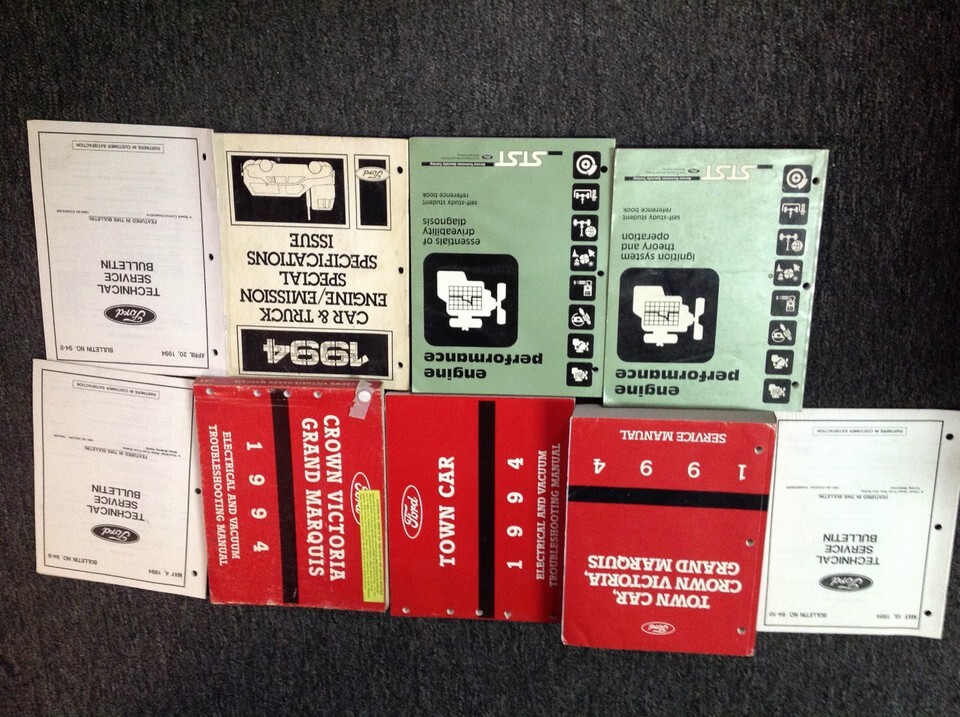 Ford
TECHNICAL
SERVICE
BULLETIN
BULLETIN NO. 94-8
APRIL 20, 1994
FEATURED IN THIS BULLETIN
PARTNERS IN CUSTOMER SATISFACTION
1994
CAR & TRUCK
ENGINE/EMISSION
SPECIAL
SPECIFICATIONS
ISSUE
Ford
engine
performance
essentials of
driveability
diagnosis
self-study student
reference book
STST
engine
performance
ignition system
theory and
operation
self-study student
reference book
STST
MAY 4, 1994
BULLETIN NO. 94-9
Ford
TECHNICAL
SERVICE
BULLETIN
FEATURED IN THIS BULLETIN
PARTNERS IN CUSTOMER SATISFACTION
Ford
CROWN VICTORIA
GRAND MARQUIS
1994
ELECTRICAL AND VACUUM
TROUBLESHOOTING MANUAL
Ford
TOWN CAR
1994
ELECTRICAL AND VACUUM
TROUBLESHOOTING MANUAL
Ford
TOWN CAR,
CROWN VICTORIA,
GRAND MARQUIS
1994
SERVICE MANUAL
BULLETIN NO. 94-10
Ford
TECHNICAL
SERVICE
BULLETIN
FEATURED IN THIS BULLETIN
PARTNERS IN CUSTOMER SATISFACTION